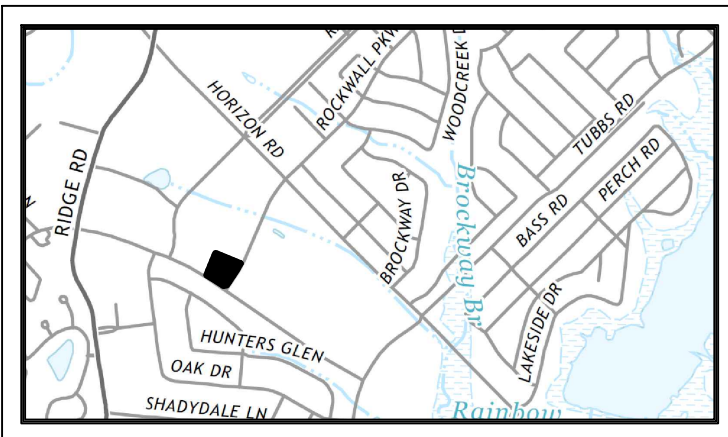 ROCKWALL PKW
HORIZON RD
WOODCREEK
TUBBS RD
PERCH RD
RIDGE RD
BROCKWAY DR
Brockway Br
BASS RD
LAKESIDE DR
HUNTERS GLEN
OAK DR
SHADYDALE LN
Rainbow